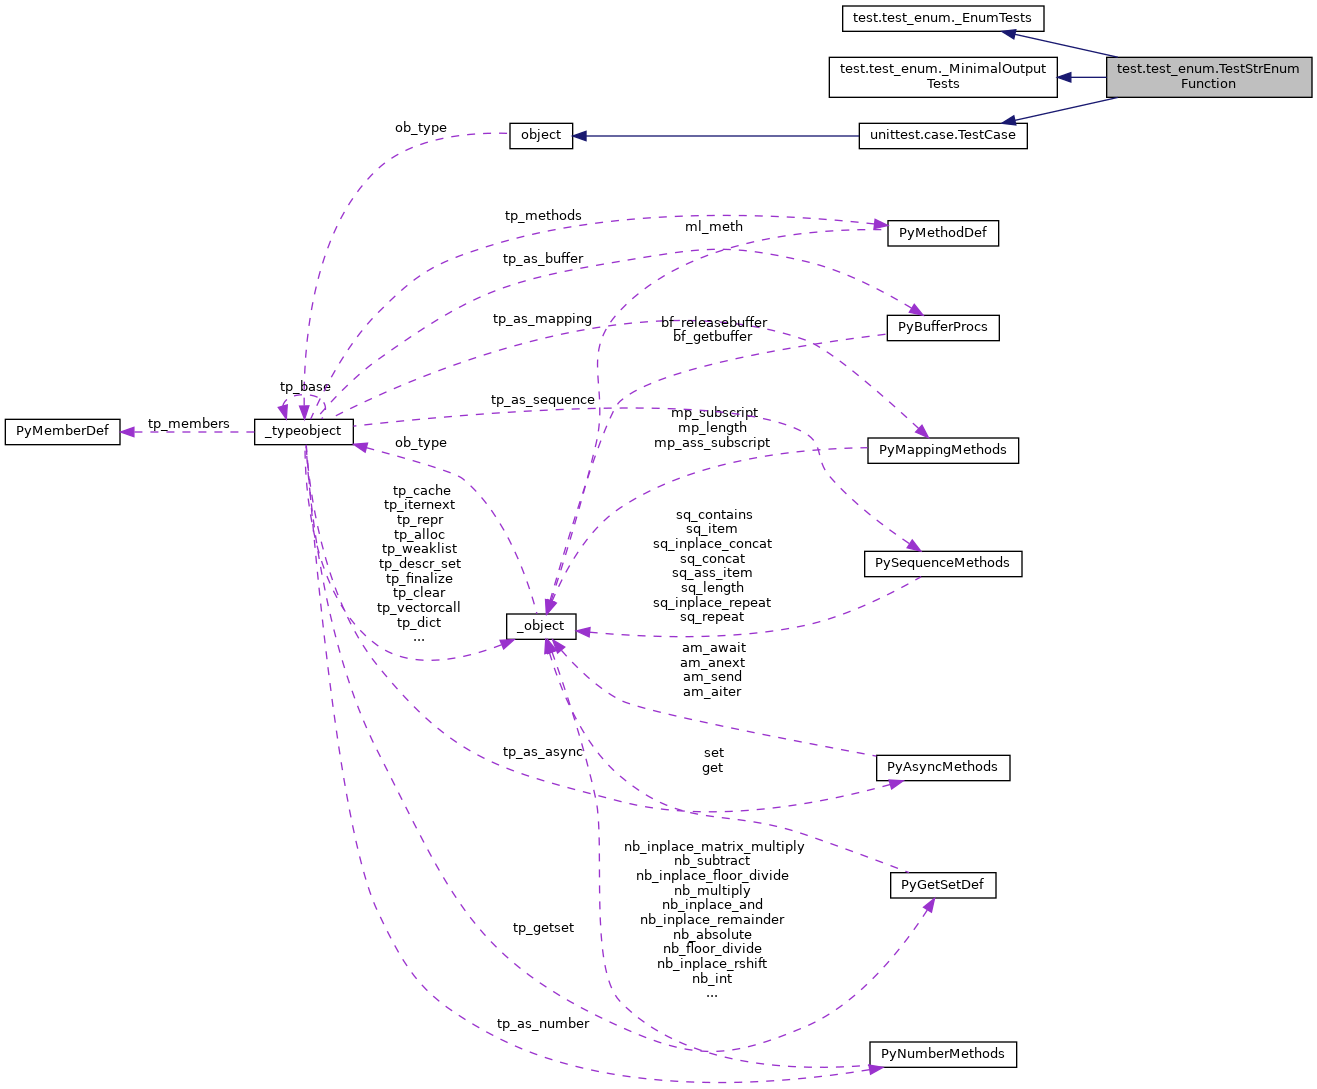 test.test_enum._EnumTests
test.test_enum._MinimalOutput
Tests
test.test_enum.TestStrEnum
Function
ob_type
object
unittest.case.TestCase
tp_methods
ml_meth
PyMethodDef
tp_as_buffer
tp_as_mapping
bf_releasebuffer
bf_getbuffer
PyBufferProcs
tp_base
tp_as_sequence
mp_subscript
mp_length
mp_ass_subscript
PyMemberDef
tp_members
_typeobject
ob_type
PyMappingMethods
tp_cache
tp_iternext
tp_repr
tp_alloc
tp_weaklist
tp_descr_set
tp_finalize
tp_clear
tp_vectorcall
tp_dict
...
sq_contains
sq_item
sq_inplace_concat
sq_concat
sq_ass_item
sq_length
sq_inplace_repeat
sq_repeat
PySequenceMethods
_object
am_await
am_anext
am_send
am_aiter
tp_as_async
set
get
PyAsyncMethods
nb_inplace_matrix_multiply
nb_subtract
nb_inplace_floor_divide
nb_multiply
nb_inplace_and
nb_inplace_remainder
nb_absolute
nb_floor_divide
nb_inplace_rshift
nb_int
...
PyGetSetDef
tp_getset
tp_as_number
PyNumberMethods